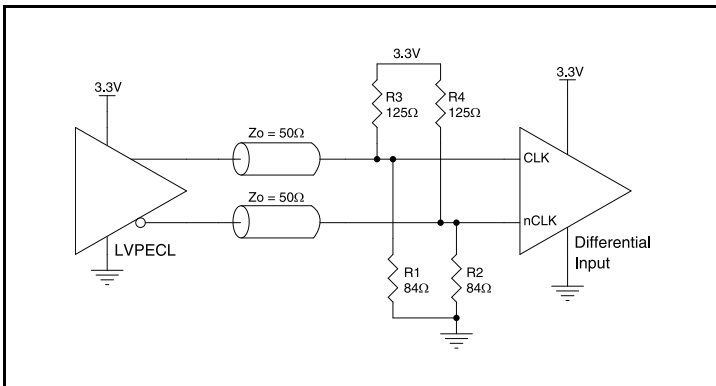 3.3V
3.3V
3.3V
R3
125Ω
R4
125Ω
Zo = 50Ω
CLK
Zo = 50Ω
nCLK
LVPECL
Differential
Input
R1
84Ω
R2
84Ω